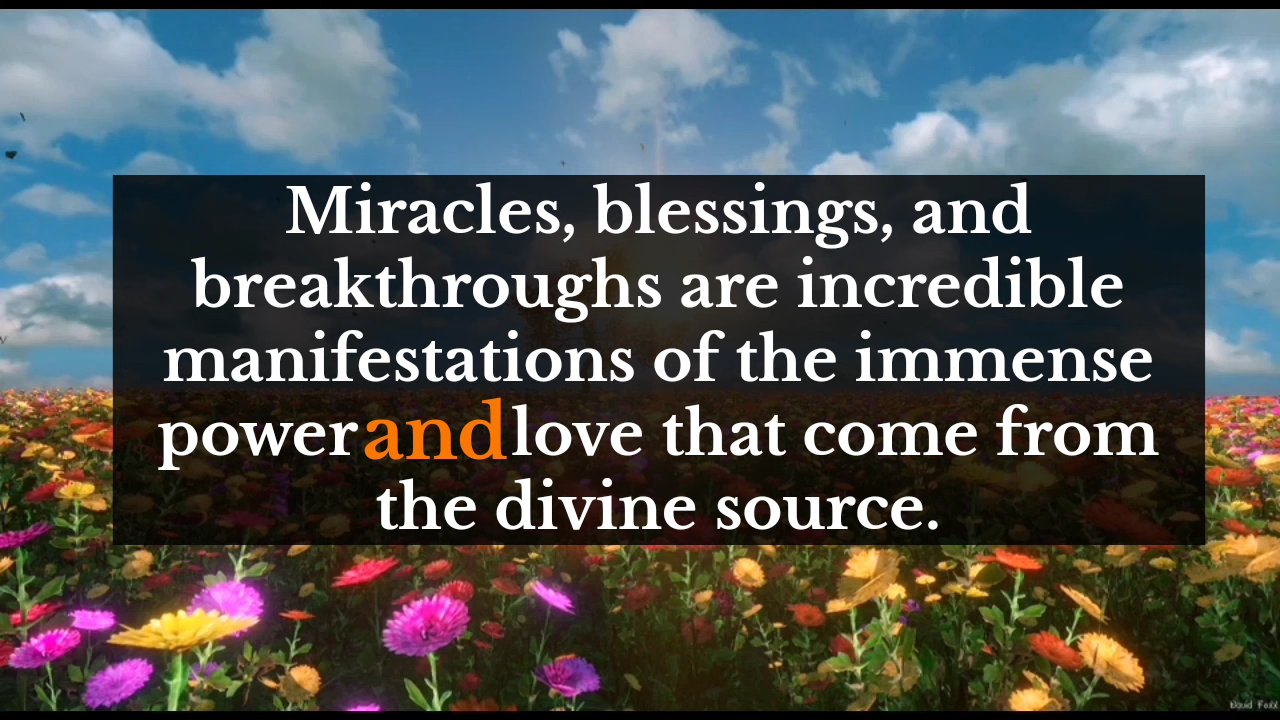 Miracles, blessings, and
breakthroughs are incredible
manifestations of the immense
power and love that come from
the divine source.